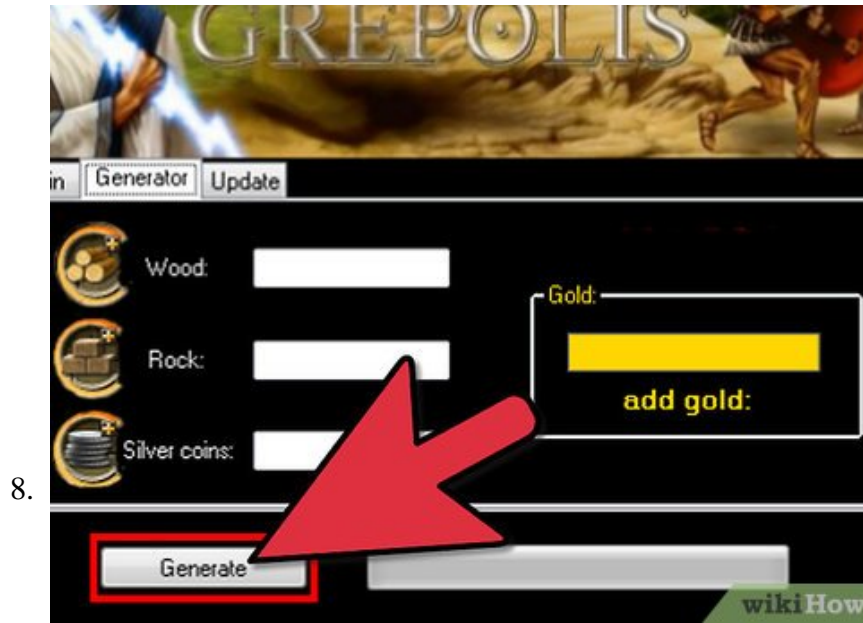 GREPOLIS
in Generator Update
Wood:
Gold:
Rock:
add gold:
Silver coins:
8.
Generate
wikiHow